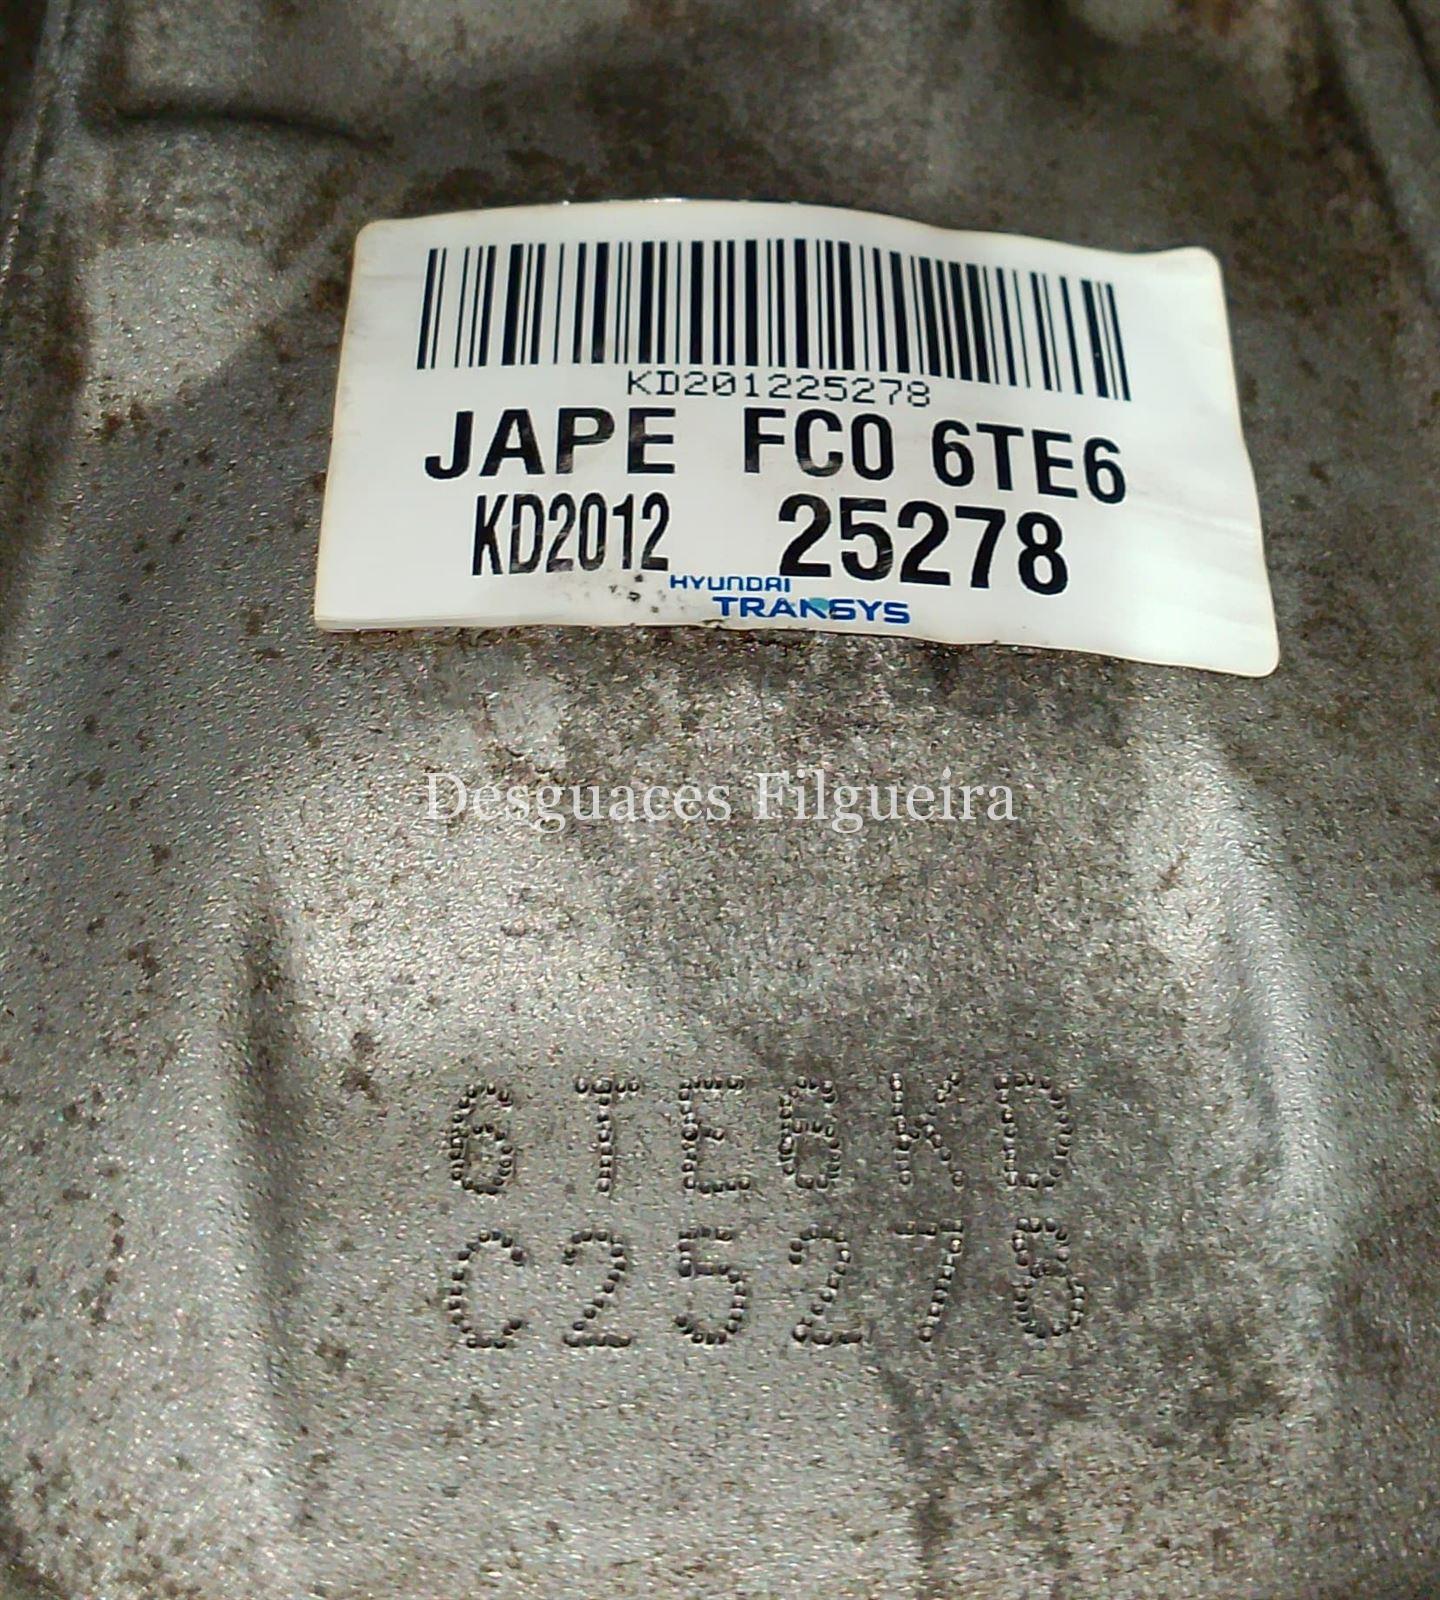 KD201225278
JAPE FC0 6TE6
KD2012 25278
HYUNDAI
TRANSYS
Desguaces Filgueira
6TE6KD
C25278